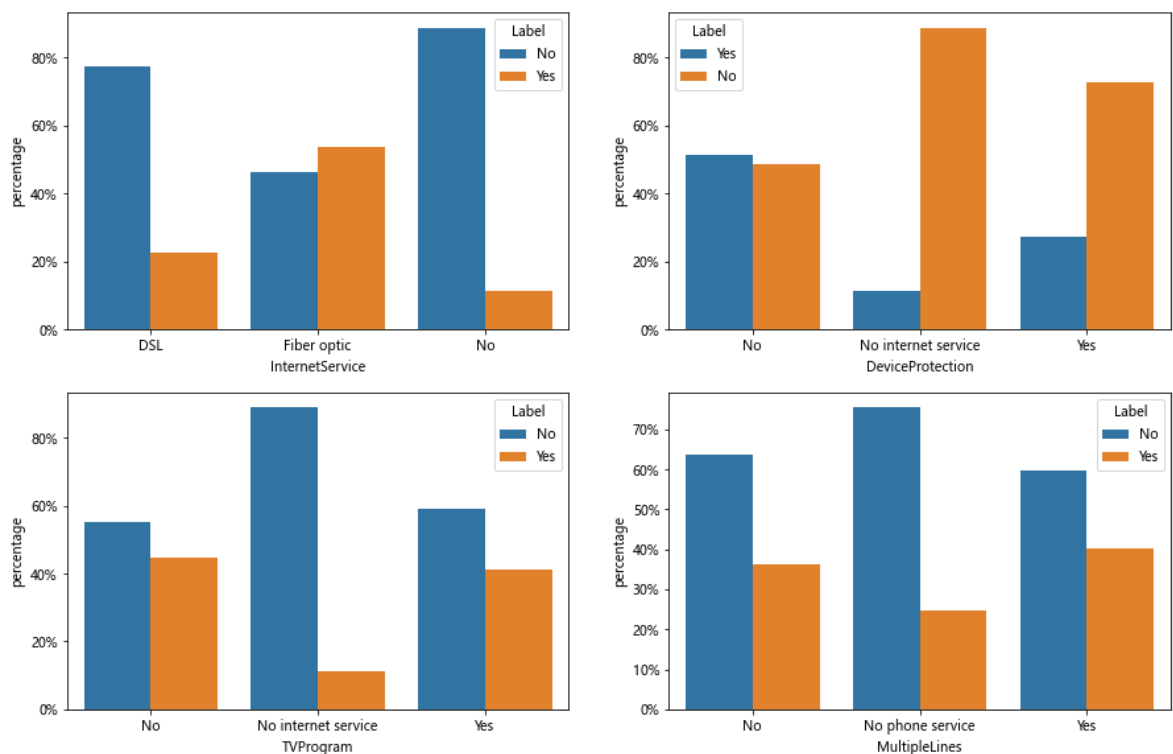 Label
No
Yes
percentage
80%
60%
40%
20%
0%
DSL
Fiber optic
No
InternetService
Label
Yes
No
percentage
80%
60%
40%
20%
0%
No
No internet service
Yes
DeviceProtection
Label
No
Yes
percentage
80%
60%
40%
20%
0%
No
No internet service
Yes
TVProgram
Label
No
Yes
percentage
70%
60%
50%
40%
30%
20%
10%
0%
No
No phone service
Yes
MultipleLines